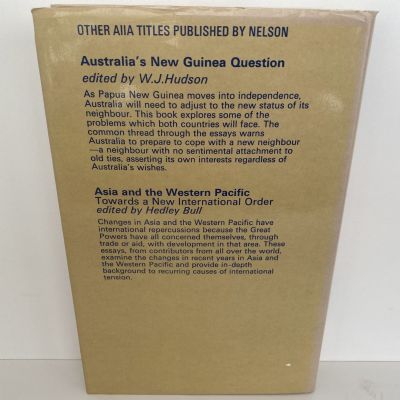 OTHER AIIA TITLES PUBLISHED BY NELSON
Australia's New Guinea Question
edited by W.J.Hudson
As Papua New Guinea moves into independence,
Australia will need to adjust to the new status of its
neighbour. This book explores some of the
problems which both countries will face. The
common thread through the essays warns
Australia to prepare to cope with a new neighbour
—a neighbour with no sentimental attachment to
old ties, asserting its own interests regardless of
Australia's wishes.
Asia and the Western Pacific
Towards a New International Order
edited by Hedley Bull
Changes in Asia and the Western Pacific have
international repercussions because the Great
Powers have all concerned themselves, through
trade or aid, with development in that area. These
essays, from contributors from all over the world,
examine the changes in recent years in Asia and
the Western Pacific and provide in-depth
background to recurring causes of international
tension.